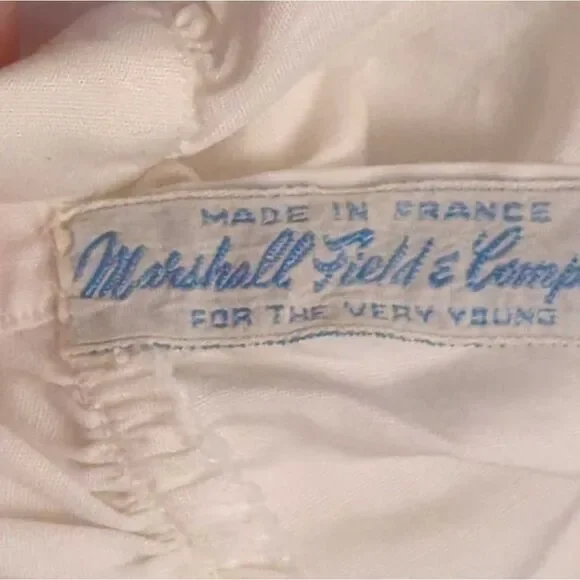 MADE IN FRANCE
Marshall Field & Comp
FOR THE VERY YOUNG